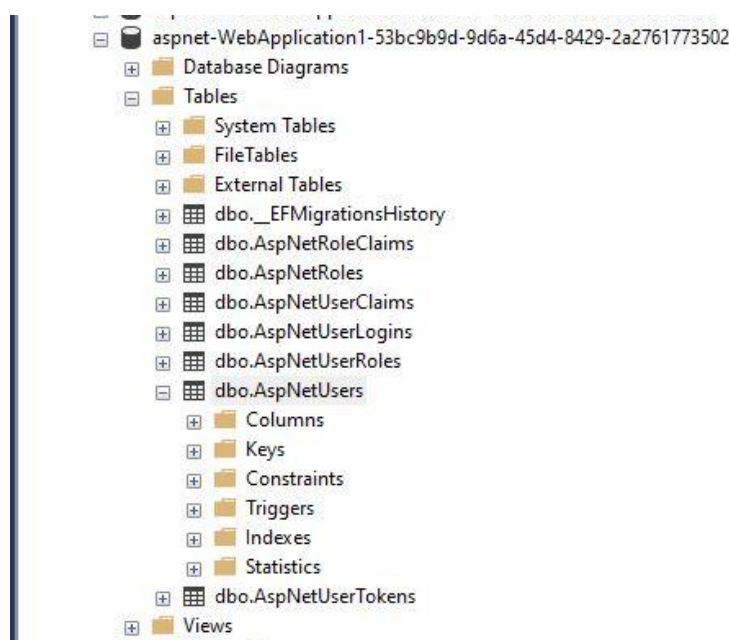 aspnet-WebApplication1-53bc9b9d-9d6a-45d4-8429-2a2761773502
Database Diagrams
Tables
System Tables
FileTables
External Tables
dbo.__EFMigrationsHistory
dbo.AspNetRoleClaims
dbo.AspNetRoles
dbo.AspNetUserClaims
dbo.AspNetUserLogins
dbo.AspNetUserRoles
dbo.AspNetUsers
Columns
Keys
Constraints
Triggers
Indexes
Statistics
dbo.AspNetUserTokens
Views